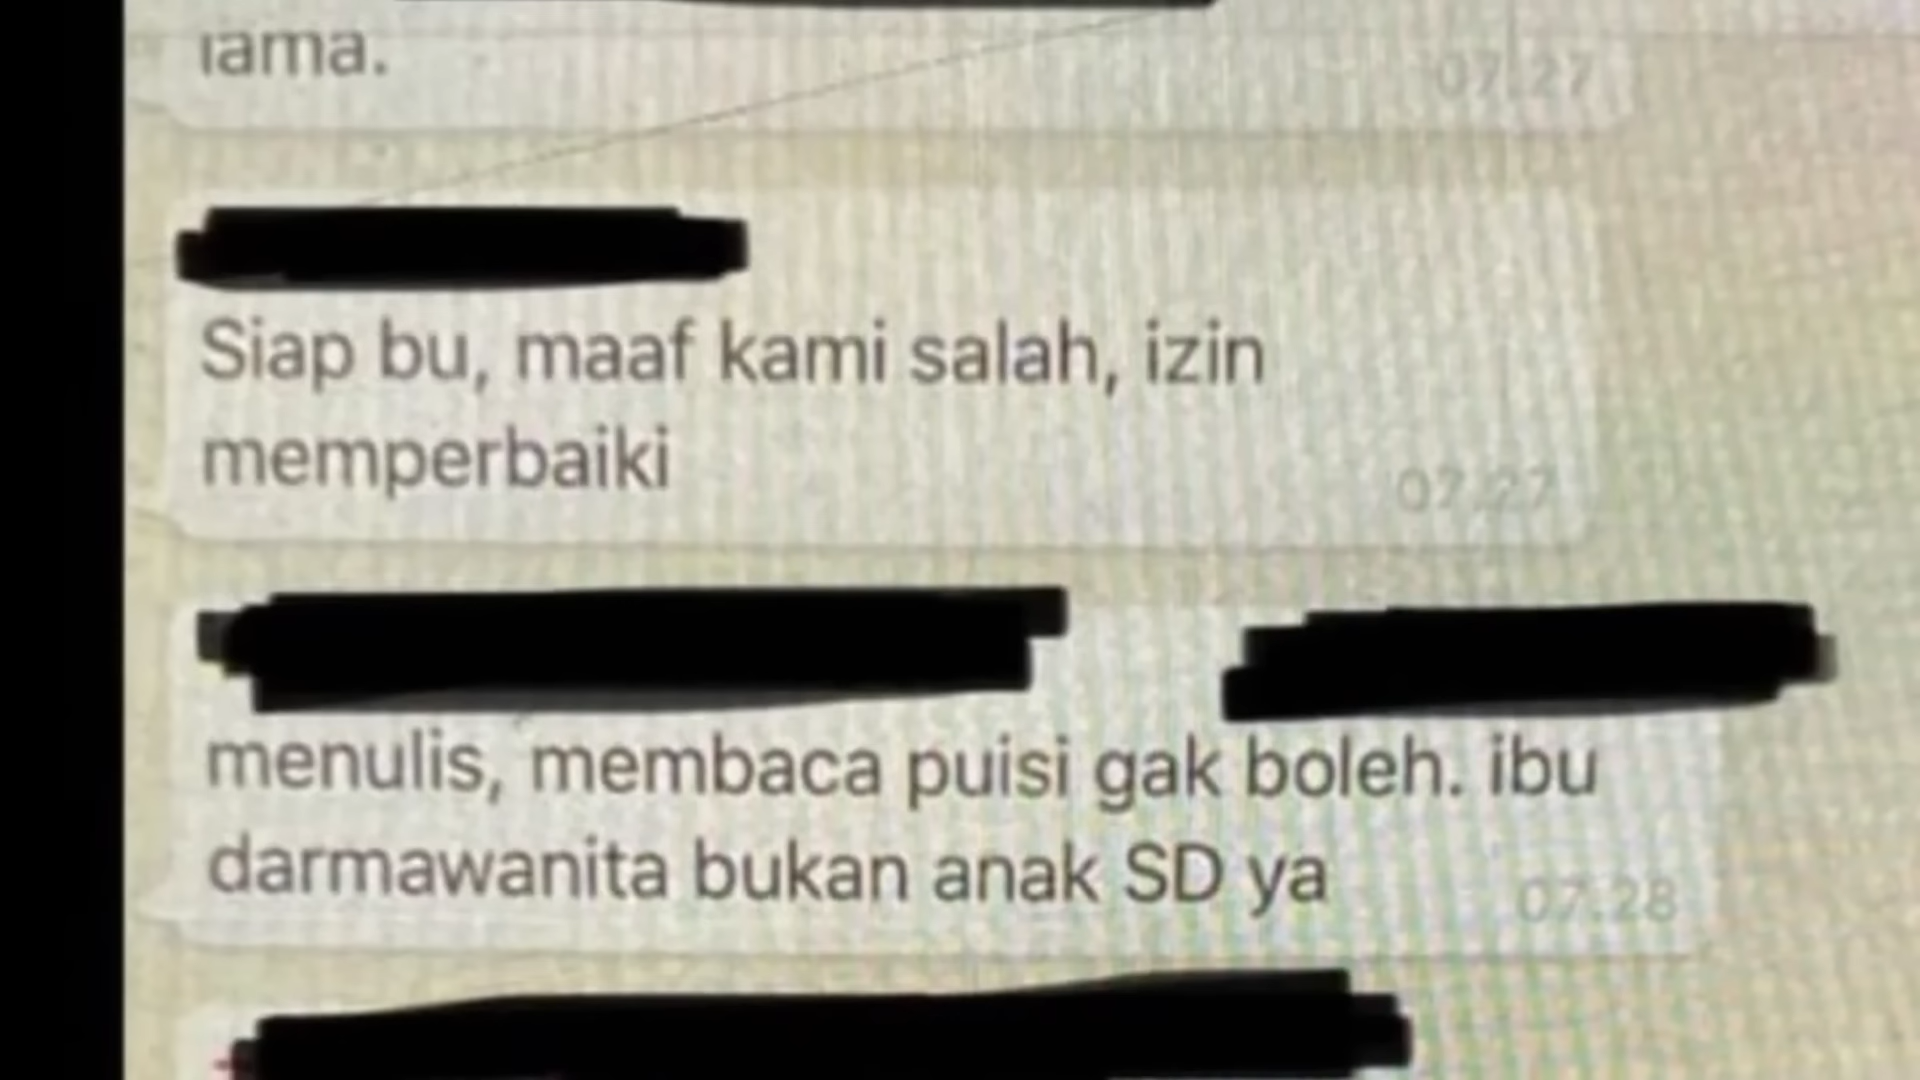 lama.
07.27
Siap bu, maaf kami salah, izin
memperbaiki
07.27
menulis, membaca puisi gak boleh. ibu
darmawanita bukan anak SD ya
07.28